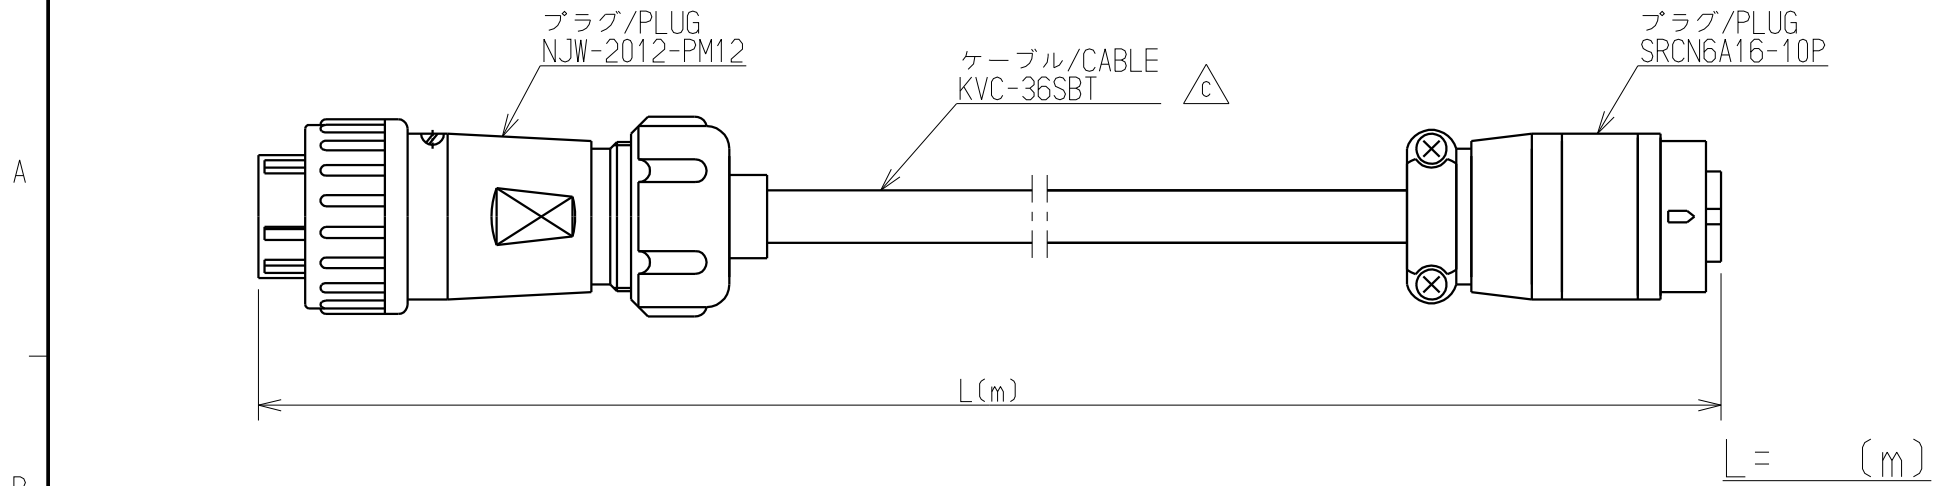 プラグ/PLUG
NJW-2012-PM12
ケーブル/CABLE
KVC-36SBT
C
プラグ/PLUG
SRCN6A16-10P
A
L(m)
L= (m)